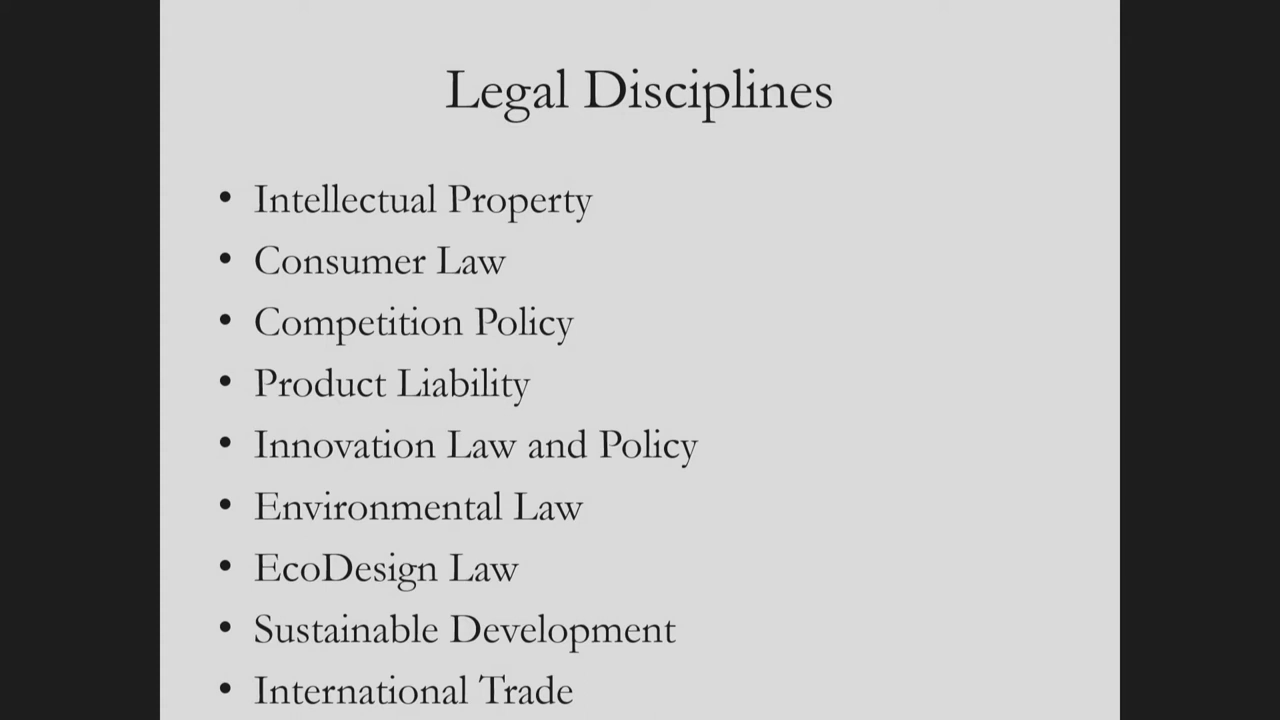 Legal Disciplines
• Intellectual Property
• Consumer Law
• Competition Policy
• Product Liability
• Innovation Law and Policy
• Environmental Law
• EcoDesign Law
• Sustainable Development
• International Trade